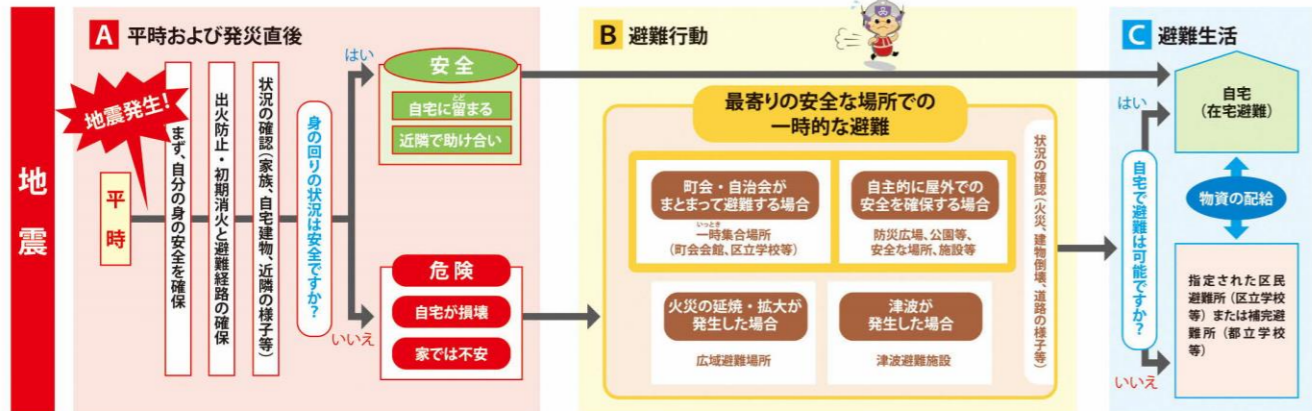 地震
A 平時および発災直後
地震発生!
平時
まず、自分の身の安全を確保
出火防止・初期消火と避難経路の確保
状況の確認(家族、自宅建物、近隣の様子等)
身の回りの状況は安全ですか?
はい
安全
自宅に留まる
とど
近隣で助け合い
いいえ
危険
自宅が損壊
家では不安
B 避難行動
最寄りの安全な場所での
一時的な避難
町会・自治会が
まとまって避難する場合
いっとき
一時集合場所
(町会会館、区立学校等)
自主的に屋外での
安全を確保する場合
防災広場、公園等、
安全な場所、施設等
火災の延焼・拡大が
発生した場合
広域避難場所
津波が
発生した場合
津波避難施設
状況の確認(火災、建物倒壊、道路の様子等)
C 避難生活
自宅で避難は可能ですか?
はい
自宅
(在宅避難)
物資の配給
いいえ
指定された区民
避難所(区立学校
等)または補完避
難所(都立学校
等)